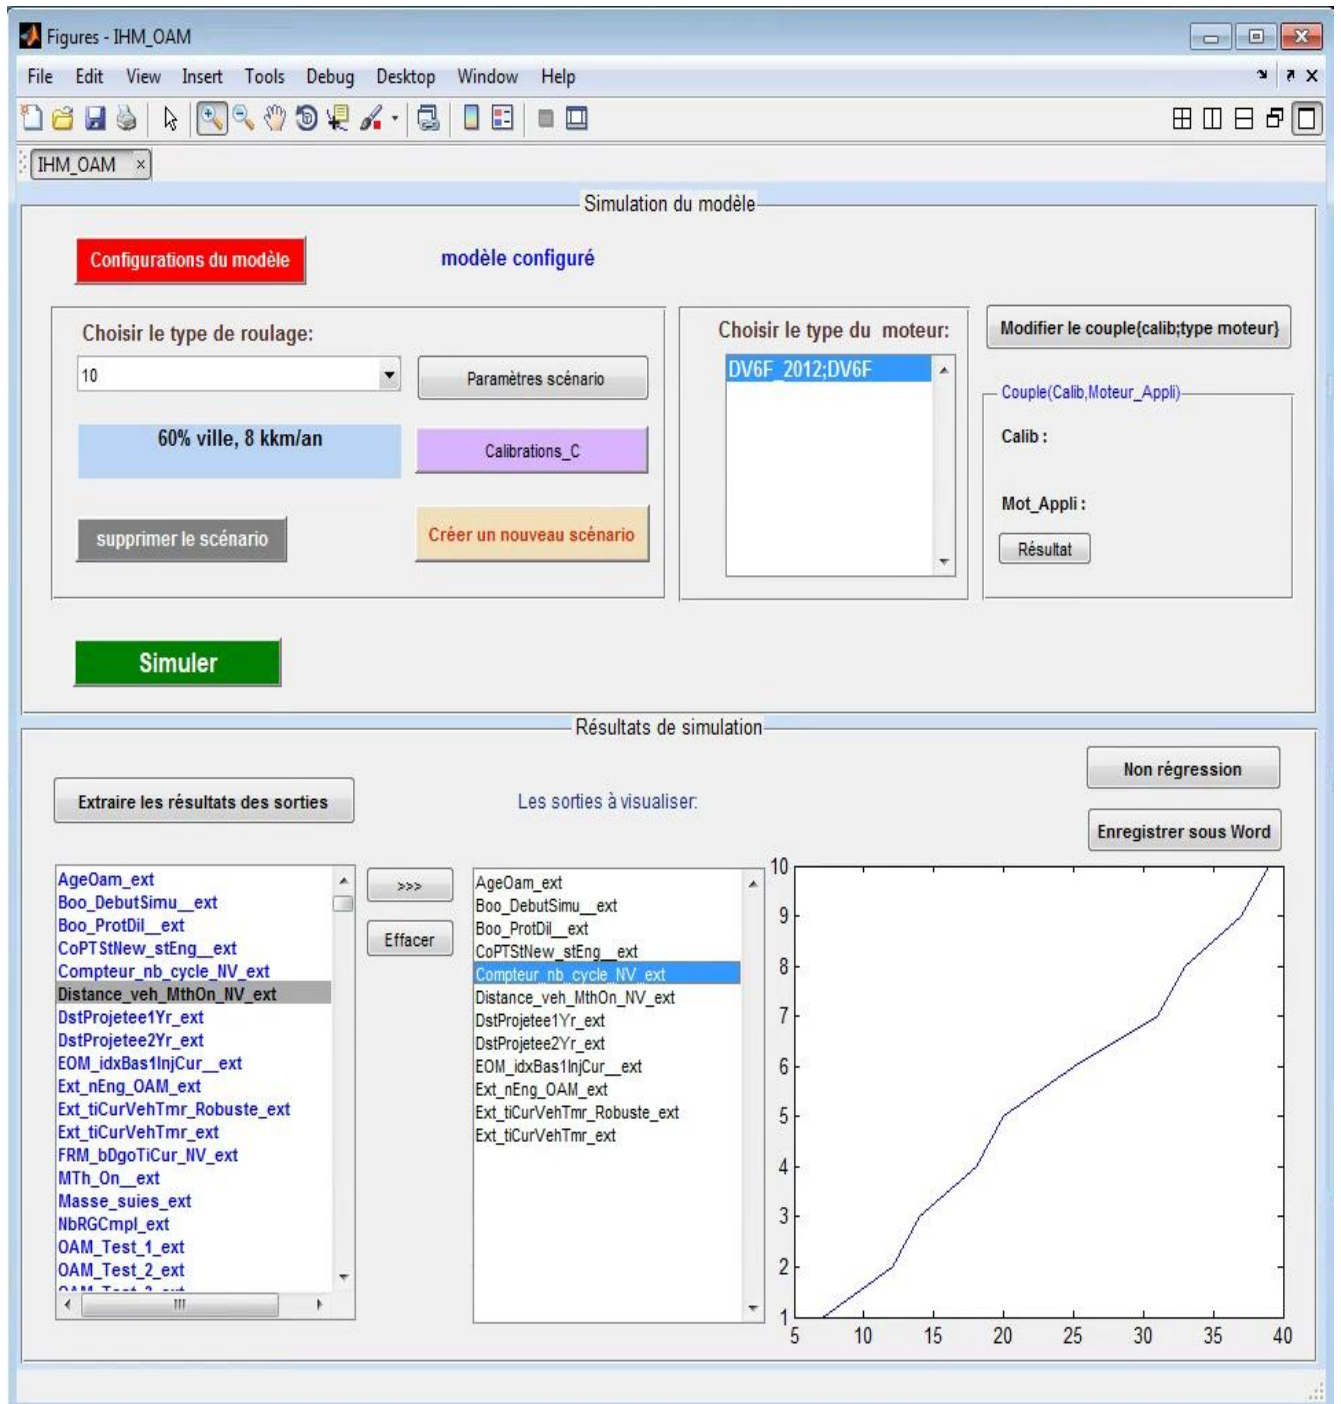 Figures - IHM_OAM
File Edit View Insert Tools Debug Desktop Window Help
IHM_OAM
Simulation du modèle
Configurations du modèle
modèle configuré
Choisir le type de roulage:
10
Paramètres scénario
60% ville, 8 kkm/an
Calibrations_C
supprimer le scénario
Créer un nouveau scénario
Choisir le type du moteur:
DV6F_2012;DV6F
Modifier le couple{calib;type moteur}
Couple(Calib,Moteur_Appli)
Calib :
Mot_Appli :
Résultat
Simuler
Résultats de simulation
Non régression
Extraire les résultats des sorties
Les sorties à visualiser:
Enregistrer sous Word
AgeOam_ext
Boo_DebutSimu__ext
Boo_ProtDil__ext
CoPTStNew_stEng__ext
Compteur_nb_cycle_NV_ext
Distance_veh_MthOn_NV_ext
DstProjetee1Yr_ext
DstProjetee2Yr_ext
EOM_idxBas1InjCur__ext
Ext_nEng_OAM_ext
Ext_tiCurVehTmr_Robuste_ext
Ext_tiCurVehTmr_ext
FRM_bDgoTiCur_NV_ext
MTh_On__ext
Masse_suies_ext
NbRGCmpl_ext
OAM_Test_1_ext
OAM_Test_2_ext
>>>
Effacer
AgeOam_ext
Boo_DebutSimu__ext
Boo_ProtDil__ext
CoPTStNew_stEng__ext
Compteur_nb_cycle_NV_ext
Distance_veh_MthOn_NV_ext
DstProjetee1Yr_ext
DstProjetee2Yr_ext
EOM_idxBas1InjCur__ext
Ext_nEng_OAM_ext
Ext_tiCurVehTmr_Robuste_ext
Ext_tiCurVehTmr_ext
10
9
8
7
6
5
4
3
2
1
5 10 15 20 25 30 35 40